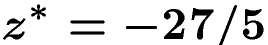 z* = −27/5